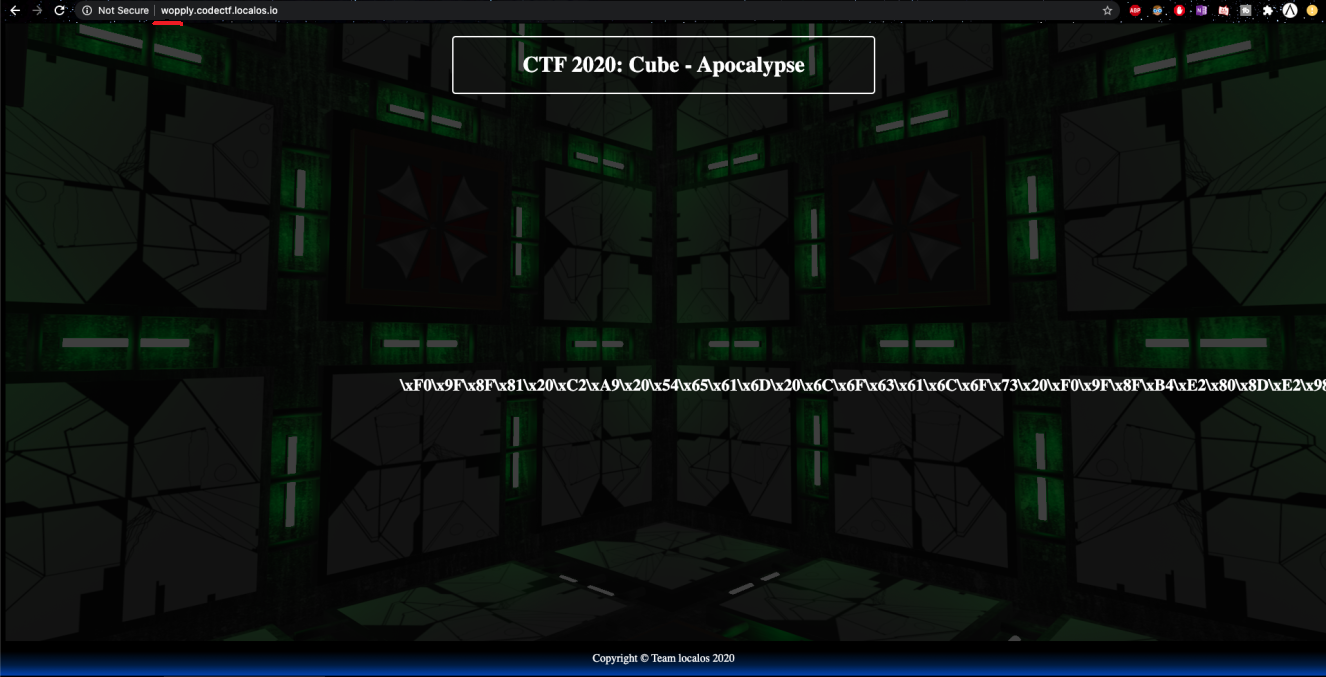 Not Secure | wopply.codectf.localos.io
CTF 2020: Cube - Apocalypse
\xF0\x9F\x8F\x81\x20\xC2\xA9\x20\x54\x65\x61\x6D\x20\x6C\x6F\x63\x61\x6C\x6F\x73\x20\xF0\x9F\x8F\xB4\xE2\x80\x8D\xE2\x98
Copyright © Team localos 2020